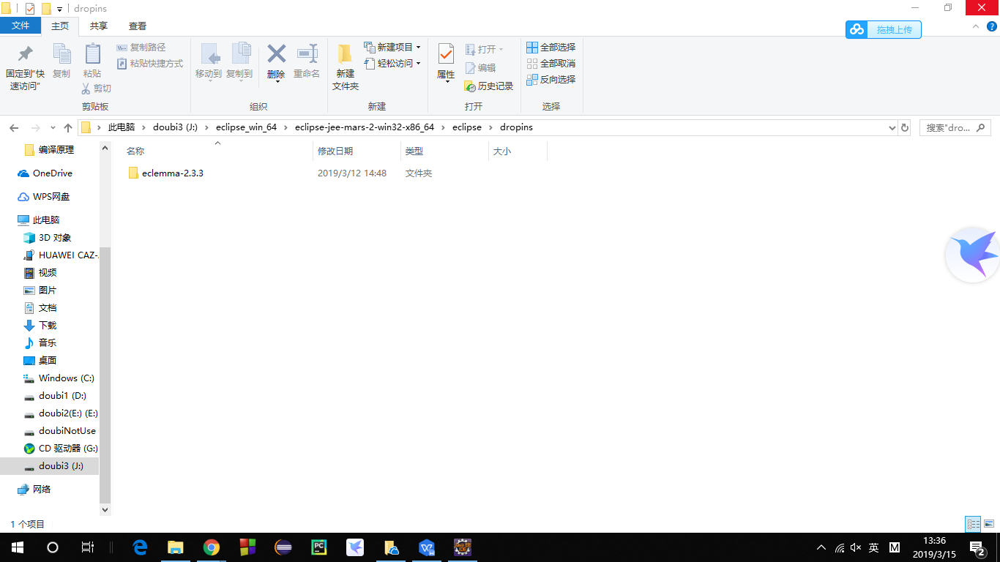 dropins
文件 主页 共享 查看
拖拽上传
固定到"快速访问"
复制
粘贴
复制路径
粘贴快捷方式
剪切
剪贴板
移动到
复制到
删除
重命名
组织
新建文件夹
新建项目
轻松访问
新建
属性
打开
编辑
历史记录
打开
全部选择
全部取消
反向选择
选择
此电脑 doubi3 (J:) eclipse_win_64 eclipse-jee-mars-2-win32-x86_64 eclipse dropins
搜索"dro...
名称 修改日期 类型 大小
eclemma-2.3.3 2019/3/12 14:48 文件夹
编译原理
OneDrive
WPS网盘
此电脑
3D 对象
HUAWEI CAZ-
视频
图片
文档
下载
音乐
桌面
Windows (C:)
doubi1 (D:)
doubi2(E:) (E:)
doubiNotUse
CD 驱动器 (G:)
doubi3 (J:)
网络
1 个项目
PC
Java EE
IDE
英
M
13:36
2019/3/15
2